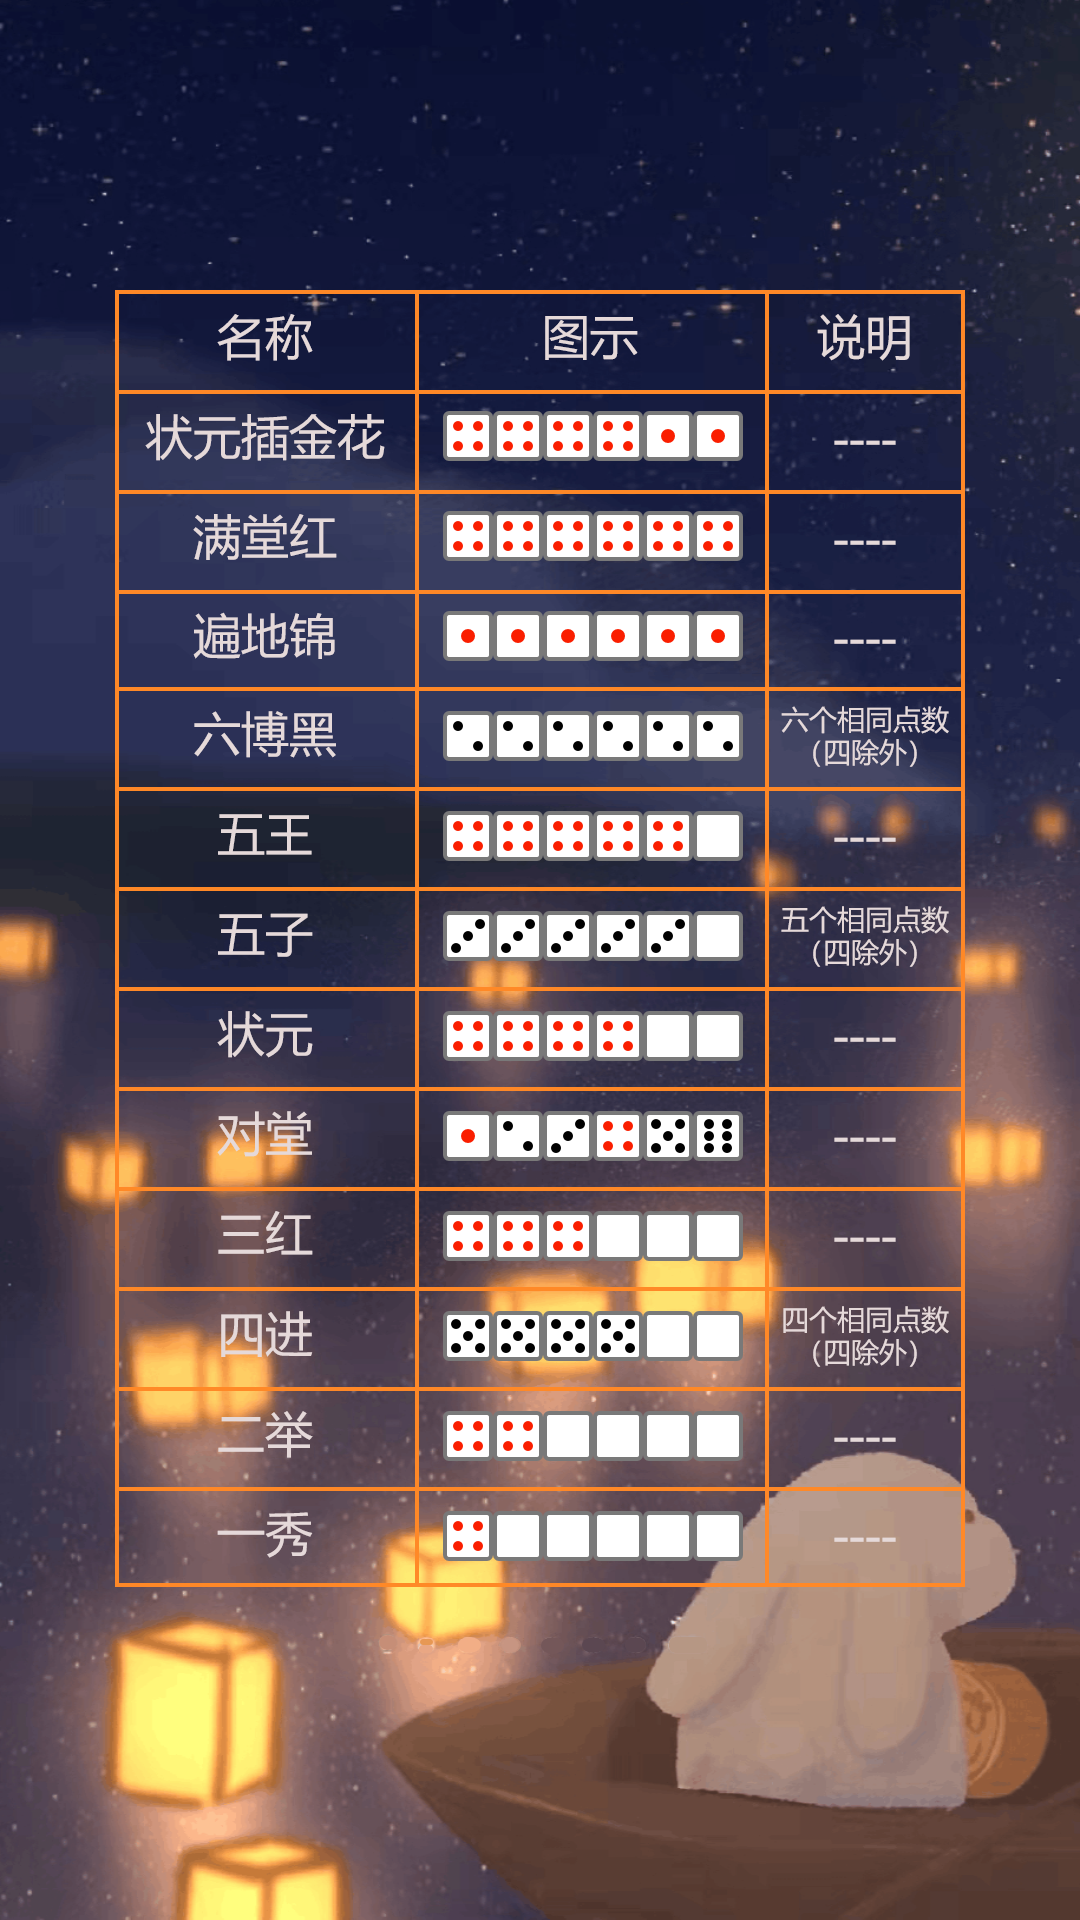 名称 图示 说明
状元插金花 ----
满堂红 ----
遍地锦 ----
六博黑 六个相同点数
（四除外）
五王 ----
五子 五个相同点数
（四除外）
状元 ----
对堂 ----
三红 ----
四进 四个相同点数
（四除外）
二举 ----
一秀 ----